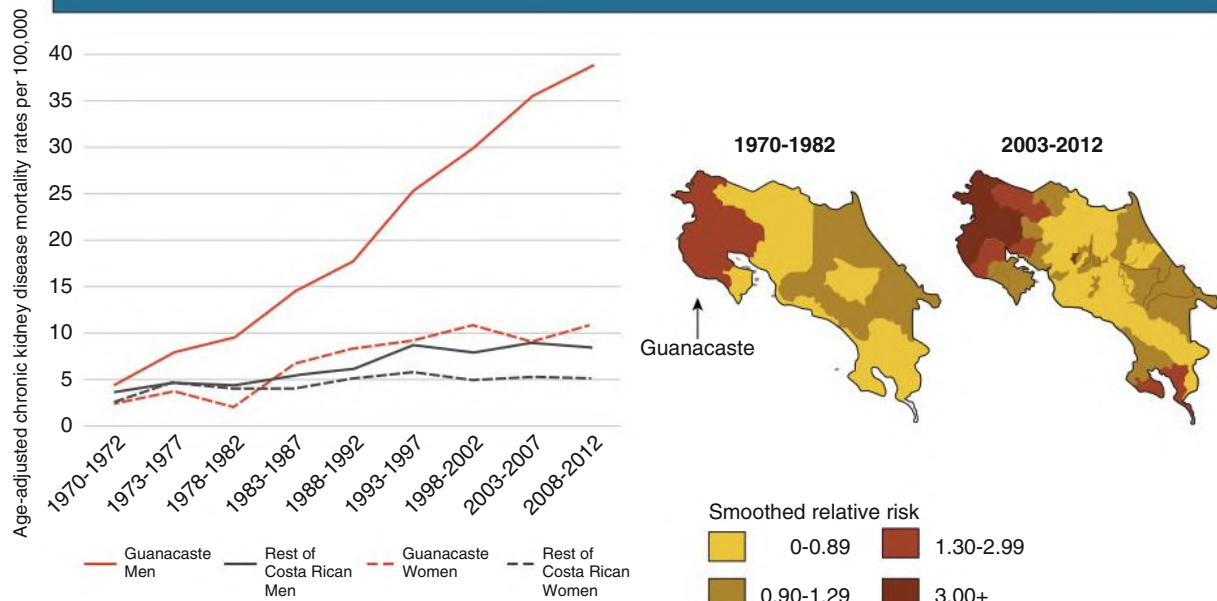 Age-adjusted chronic kidney disease mortality rates per 100,000
40
35
30
25
20
15
10
5
0
1970-1972
1973-1977
1978-1982
1983-1987
1988-1992
1993-1997
1998-2002
2003-2007
2008-2012
Guanacaste
Men
Rest of
Costa Rican
Men
Guanacaste
Women
Rest of
Costa Rican
Women
1970-1982
2003-2012
Guanacaste
Smoothed relative risk
0-0.89
1.30-2.99
0.90-1.29
3.00+